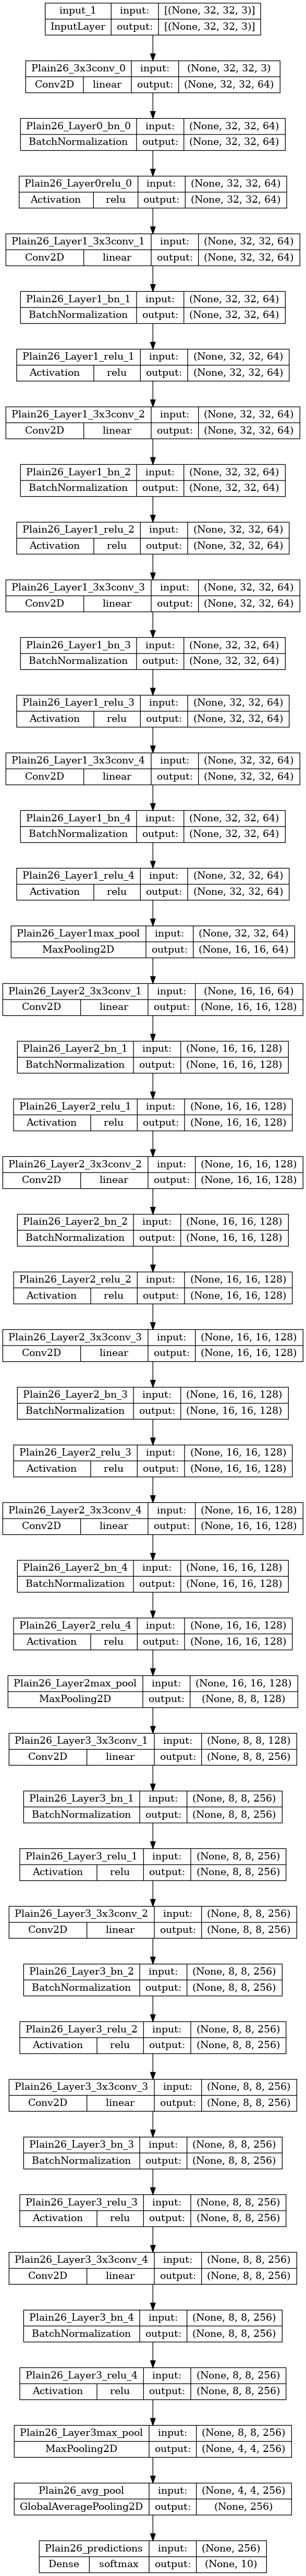 input_1 input: [(None, 32, 32, 3)]
InputLayer output: [(None, 32, 32, 3)]
Plain26_3x3conv_0 input: (None, 32, 32, 3)
Conv2D linear output: (None, 32, 32, 64)
Plain26_Layer0_bn_0 input: (None, 32, 32, 64)
BatchNormalization output: (None, 32, 32, 64)
Plain26_Layer0relu_0 input: (None, 32, 32, 64)
Activation relu output: (None, 32, 32, 64)
Plain26_Layer1_3x3conv_1 input: (None, 32, 32, 64)
Conv2D linear output: (None, 32, 32, 64)
Plain26_Layer1_bn_1 input: (None, 32, 32, 64)
BatchNormalization output: (None, 32, 32, 64)
Plain26_Layer1_relu_1 input: (None, 32, 32, 64)
Activation relu output: (None, 32, 32, 64)
Plain26_Layer1_3x3conv_2 input: (None, 32, 32, 64)
Conv2D linear output: (None, 32, 32, 64)
Plain26_Layer1_bn_2 input: (None, 32, 32, 64)
BatchNormalization output: (None, 32, 32, 64)
Plain26_Layer1_relu_2 input: (None, 32, 32, 64)
Activation relu output: (None, 32, 32, 64)
Plain26_Layer1_3x3conv_3 input: (None, 32, 32, 64)
Conv2D linear output: (None, 32, 32, 64)
Plain26_Layer1_bn_3 input: (None, 32, 32, 64)
BatchNormalization output: (None, 32, 32, 64)
Plain26_Layer1_relu_3 input: (None, 32, 32, 64)
Activation relu output: (None, 32, 32, 64)
Plain26_Layer1_3x3conv_4 input: (None, 32, 32, 64)
Conv2D linear output: (None, 32, 32, 64)
Plain26_Layer1_bn_4 input: (None, 32, 32, 64)
BatchNormalization output: (None, 32, 32, 64)
Plain26_Layer1_relu_4 input: (None, 32, 32, 64)
Activation relu output: (None, 32, 32, 64)
Plain26_Layer1max_pool input: (None, 32, 32, 64)
MaxPooling2D output: (None, 16, 16, 64)
Plain26_Layer2_3x3conv_1 input: (None, 16, 16, 64)
Conv2D linear output: (None, 16, 16, 128)
Plain26_Layer2_bn_1 input: (None, 16, 16, 128)
BatchNormalization output: (None, 16, 16, 128)
Plain26_Layer2_relu_1 input: (None, 16, 16, 128)
Activation relu output: (None, 16, 16, 128)
Plain26_Layer2_3x3conv_2 input: (None, 16, 16, 128)
Conv2D linear output: (None, 16, 16, 128)
Plain26_Layer2_bn_2 input: (None, 16, 16, 128)
BatchNormalization output: (None, 16, 16, 128)
Plain26_Layer2_relu_2 input: (None, 16, 16, 128)
Activation relu output: (None, 16, 16, 128)
Plain26_Layer2_3x3conv_3 input: (None, 16, 16, 128)
Conv2D linear output: (None, 16, 16, 128)
Plain26_Layer2_bn_3 input: (None, 16, 16, 128)
BatchNormalization output: (None, 16, 16, 128)
Plain26_Layer2_relu_3 input: (None, 16, 16, 128)
Activation relu output: (None, 16, 16, 128)
Plain26_Layer2_3x3conv_4 input: (None, 16, 16, 128)
Conv2D linear output: (None, 16, 16, 128)
Plain26_Layer2_bn_4 input: (None, 16, 16, 128)
BatchNormalization output: (None, 16, 16, 128)
Plain26_Layer2_relu_4 input: (None, 16, 16, 128)
Activation relu output: (None, 16, 16, 128)
Plain26_Layer2max_pool input: (None, 16, 16, 128)
MaxPooling2D output: (None, 8, 8, 128)
Plain26_Layer3_3x3conv_1 input: (None, 8, 8, 128)
Conv2D linear output: (None, 8, 8, 256)
Plain26_Layer3_bn_1 input: (None, 8, 8, 256)
BatchNormalization output: (None, 8, 8, 256)
Plain26_Layer3_relu_1 input: (None, 8, 8, 256)
Activation relu output: (None, 8, 8, 256)
Plain26_Layer3_3x3conv_2 input: (None, 8, 8, 256)
Conv2D linear output: (None, 8, 8, 256)
Plain26_Layer3_bn_2 input: (None, 8, 8, 256)
BatchNormalization output: (None, 8, 8, 256)
Plain26_Layer3_relu_2 input: (None, 8, 8, 256)
Activation relu output: (None, 8, 8, 256)
Plain26_Layer3_3x3conv_3 input: (None, 8, 8, 256)
Conv2D linear output: (None, 8, 8, 256)
Plain26_Layer3_bn_3 input: (None, 8, 8, 256)
BatchNormalization output: (None, 8, 8, 256)
Plain26_Layer3_relu_3 input: (None, 8, 8, 256)
Activation relu output: (None, 8, 8, 256)
Plain26_Layer3_3x3conv_4 input: (None, 8, 8, 256)
Conv2D linear output: (None, 8, 8, 256)
Plain26_Layer3_bn_4 input: (None, 8, 8, 256)
BatchNormalization output: (None, 8, 8, 256)
Plain26_Layer3_relu_4 input: (None, 8, 8, 256)
Activation relu output: (None, 8, 8, 256)
Plain26_Layer3max_pool input: (None, 8, 8, 256)
MaxPooling2D output: (None, 4, 4, 256)
Plain26_avg_pool input: (None, 4, 4, 256)
GlobalAveragePooling2D output: (None, 256)
Plain26_predictions input: (None, 256)
Dense softmax output: (None, 10)